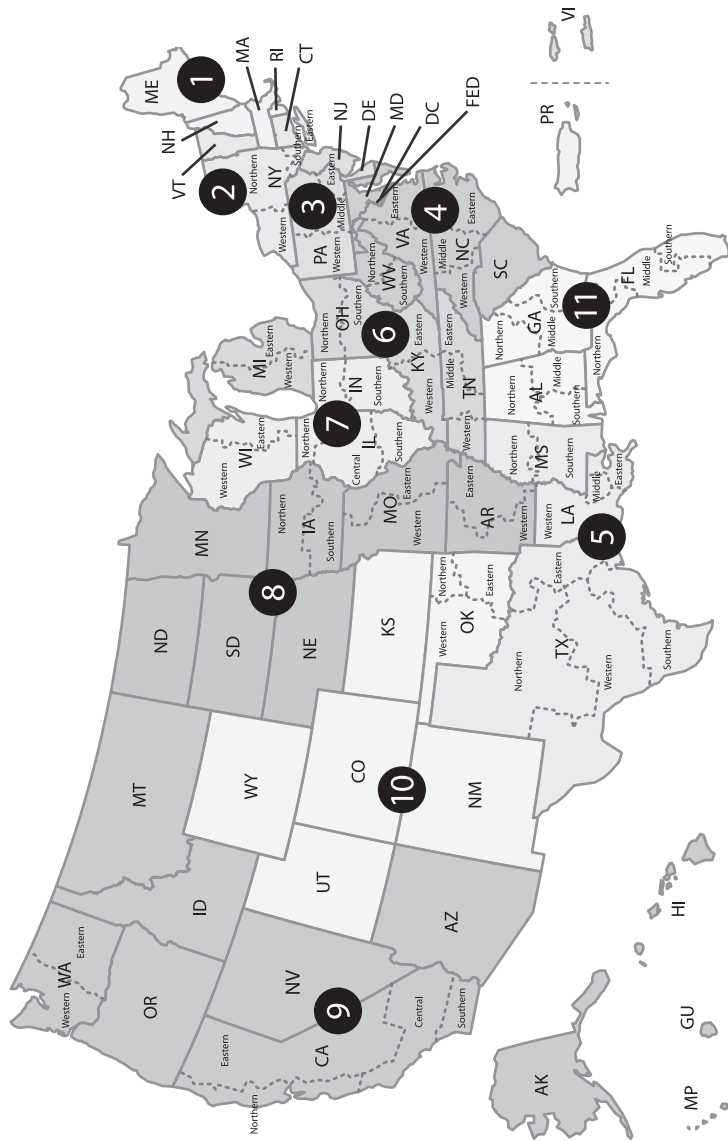 WA
Western
Eastern
OR
ID
MT
WY
NV
CA
Eastern
Northern
Central
Southern
9
UT
AZ
CO
10
NM
ND
SD
NE
8
KS
OK
Western
Northern
Eastern
TX
Northern
Eastern
Western
Southern
MN
IA
Northern
Southern
MO
Western
Eastern
AR
Eastern
Western
LA
Western
Middle
Eastern
5
MS
Northern
Southern
WI
Western
Eastern
MI
Western
Eastern
7
IL
Northern
Central
Southern
IN
Northern
Southern
OH
Northern
Southern
6
KY
Western
Eastern
TN
Western
Middle
Eastern
AL
Northern
Middle
Southern
GA
Northern
Middle
Southern
11
FL
Northern
Middle
Southern
SC
NC
Western
Middle
Eastern
4
VA
Western
Eastern
WV
Northern
Southern
PA
Western
Middle
Eastern
3
NY
Western
Northern
Southern
Eastern
2
VT
NH
ME
1
MA
RI
CT
NJ
DE
MD
DC
FED
PR
VI
AK
HI
GU
MP